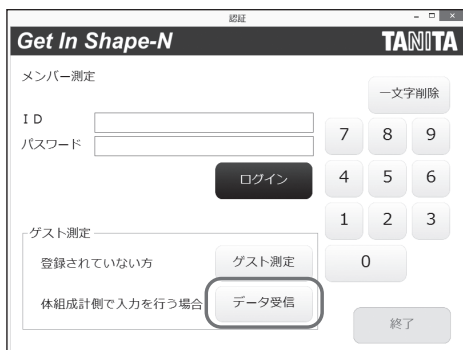 認証
Get In Shape-N
TANITA
メンバー測定
一文字削除
ＩＤ
パスワード
7 8 9
ログイン
4 5 6
1 2 3
ゲスト測定
登録されていない方
ゲスト測定
0
体組成計側で入力を行う場合
データ受信
終了